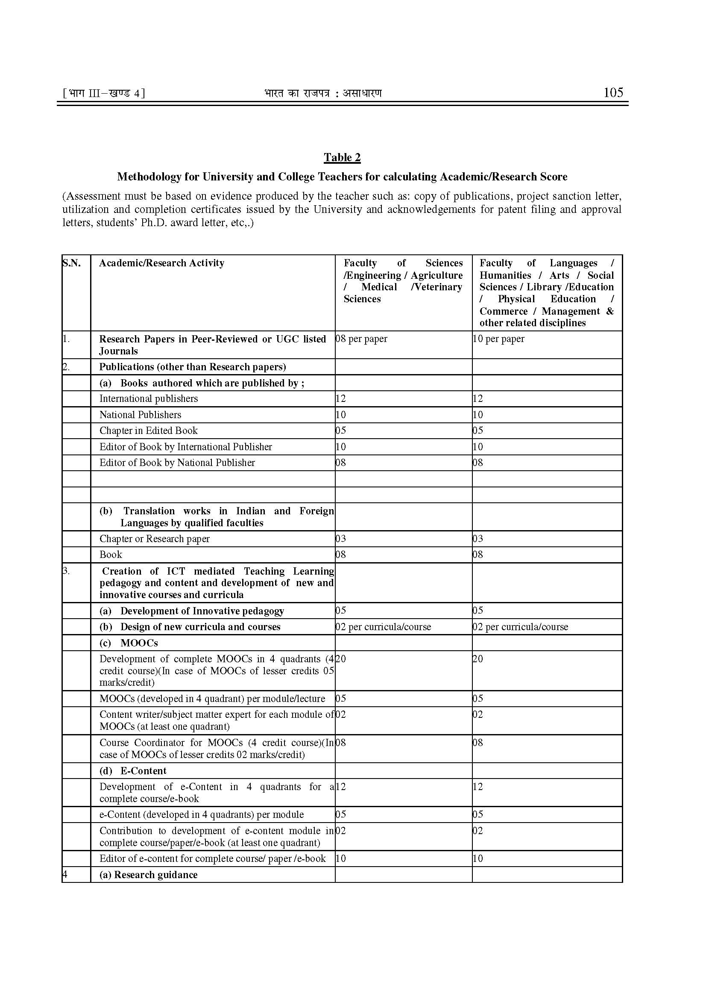 [भाग III—खण्ड 4]	भारत का राजपत्र : असाधारण	105
Table 2
Methodology for University and College Teachers for calculating Academic/Research Score
(Assessment must be based on evidence produced by the teacher such as: copy of publications, project sanction letter,
utilization and completion certificates issued by the University and acknowledgements for patent filing and approval
letters, students’ Ph.D. award letter, etc,.)
S.N.	Academic/Research Activity	Faculty of Sciences	Faculty of Languages /
/Engineering / Agriculture	Humanities / Arts / Social
/ Medical /Veterinary	Sciences / Library /Education
Sciences	/ Physical Education /
Commerce / Management &
other related disciplines
1.	Research Papers in Peer-Reviewed or UGC listed	08 per paper	10 per paper
Journals
2.	Publications (other than Research papers)
(a) Books authored which are published by ;
International publishers	12	12
National Publishers	10	10
Chapter in Edited Book	05	05
Editor of Book by International Publisher	10	10
Editor of Book by National Publisher	08	08
(b) Translation works in Indian and Foreign
Languages by qualified faculties
Chapter or Research paper	03	03
Book	08	08
3.	Creation of ICT mediated Teaching Learning
pedagogy and content and development of new and
innovative courses and curricula
(a) Development of Innovative pedagogy	05	05
(b) Design of new curricula and courses	02 per curricula/course	02 per curricula/course
(c) MOOCs
Development of complete MOOCs in 4 quadrants (4	20	20
credit course)(In case of MOOCs of lesser credits 05
marks/credit)
MOOCs (developed in 4 quadrant) per module/lecture	05	05
Content writer/subject matter expert for each module of	02	02
MOOCs (at least one quadrant)
Course Coordinator for MOOCs (4 credit course)(In	08	08
case of MOOCs of lesser credits 02 marks/credit)
(d) E-Content
Development of e-Content in 4 quadrants for a	12	12
complete course/e-book
e-Content (developed in 4 quadrants) per module	05	05
Contribution to development of e-content module in	02	02
complete course/paper/e-book (at least one quadrant)
Editor of e-content for complete course/ paper /e-book	10	10
4	(a) Research guidance